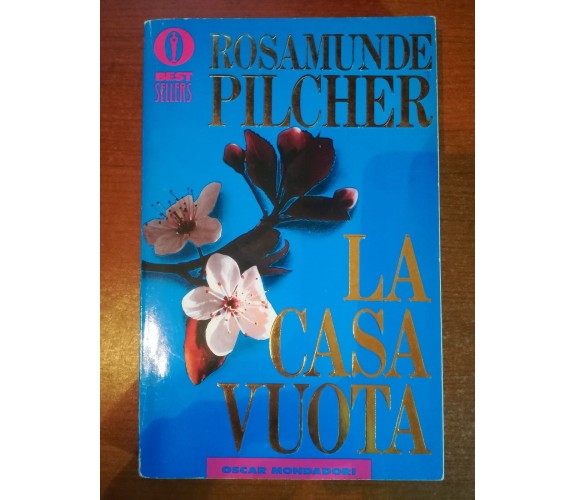 BEST
SELLERS
ROSAMUNDE
PILCHER
LA
CASA
VUOTA
OSCAR MONDADORI